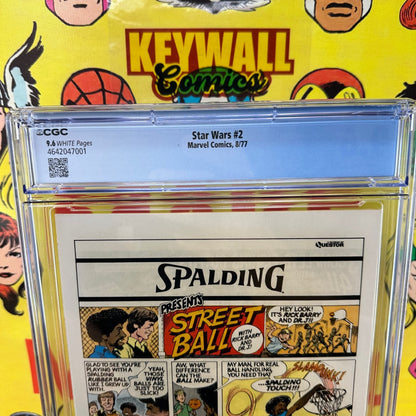 KEYWALL
Comics
CGC
9.6 WHITE Pages
4642047001
Star Wars #2
Marvel Comics, 8/77
QUESTOR
SPALDING
PRESENTS
STREET
BALL
WITH RICK BARRY
AND DR.J!
HEY LOOK!
IT'S RICK BARRY
AND DR.J!!
GLAD TO SEE YOU'RE
PLAYING WITH A
SPALDING
RUBBER BALL
LIKE I GREW UP
YEAH,
THOSE
VINYL
BALLS ARE
JUST TOO
SLICK!
AW, WHAT
DIFFERENCE
CAN THE
BALL MAKE?
MY MAN, FOR REAL
BALL HANDLING
YOU NEED THAT
SPALDING
TOUCH!!!